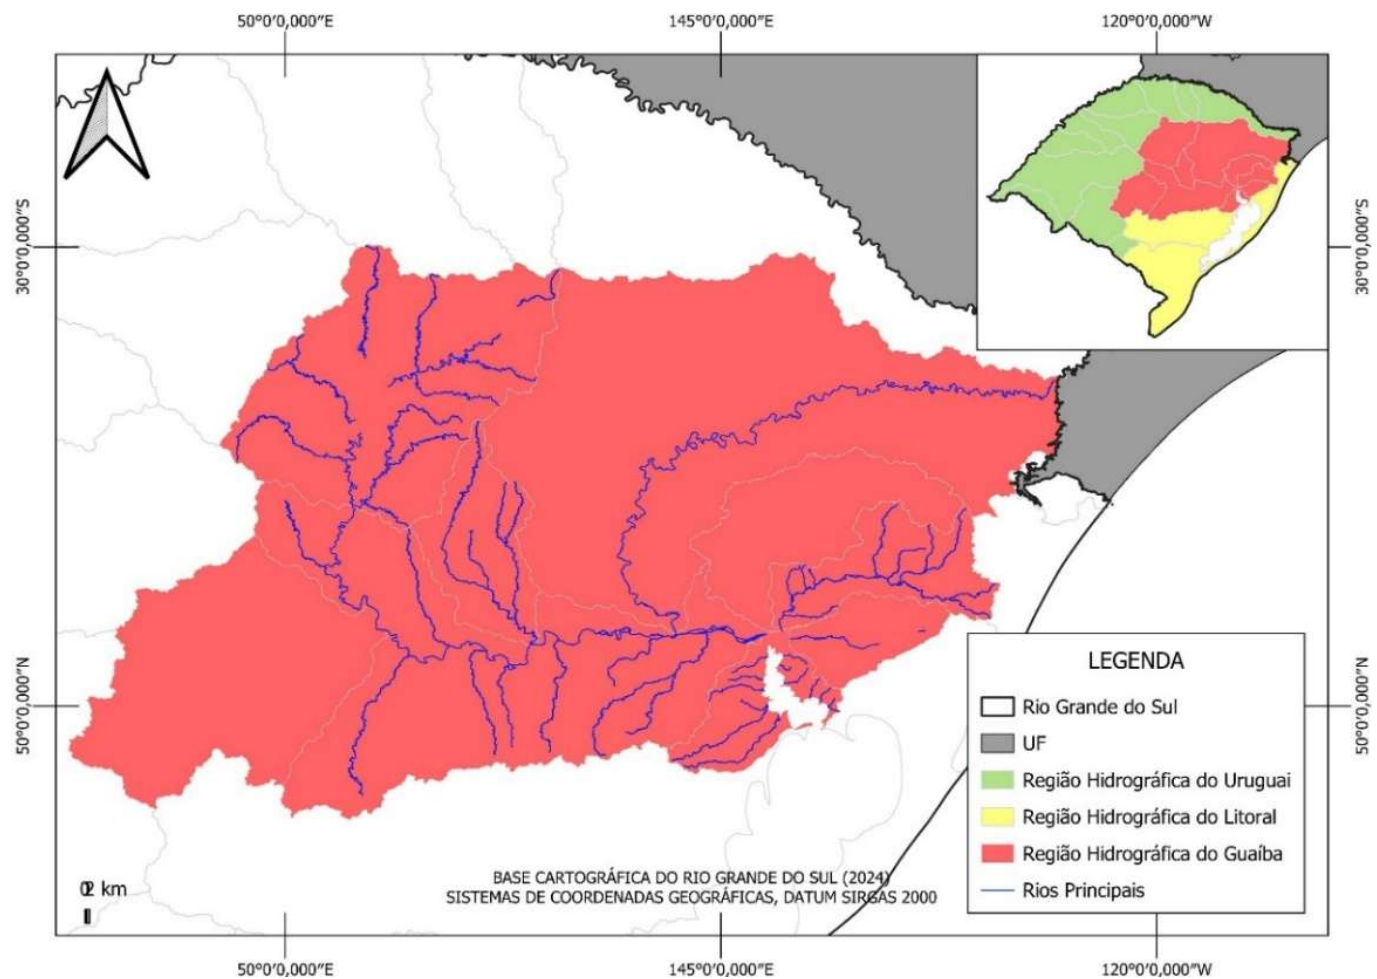 50°0'0,000"E
145°0'0,000"E
120°0'0,000"W
30°0'0,000"S
30°0'0,000"S
50°0'0,000"N
50°0'0,000"N
LEGENDA
Rio Grande do Sul
UF
Região Hidrográfica do Uruguai
Região Hidrográfica do Litoral
Região Hidrográfica do Guaíba
Rios Principais
km
BASE CARTOGRÁFICA DO RIO GRANDE DO SUL (2024)
SISTEMAS DE COORDENADAS GEOGRÁFICAS, DATUM SIRGAS 2000
50°0'0,000"E
145°0'0,000"E
120°0'0,000"W